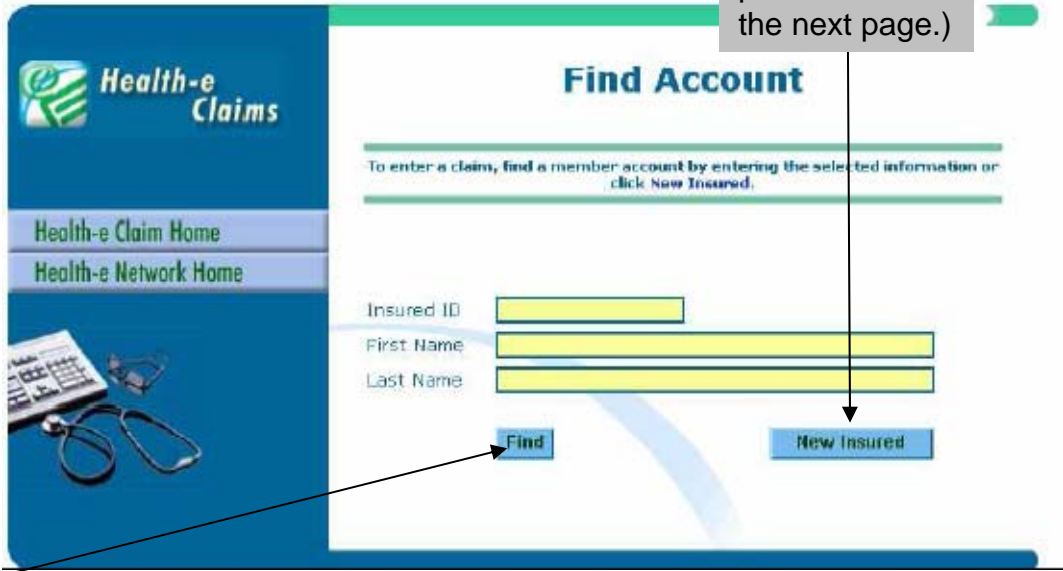 the next page.)
Health-e
Claims
Find Account
To enter a claim, find a member account by entering the selected information or
click New Insured.
Health-e Claim Home
Health-e Network Home
Insured ID
First Name
Last Name
Find
New Insured